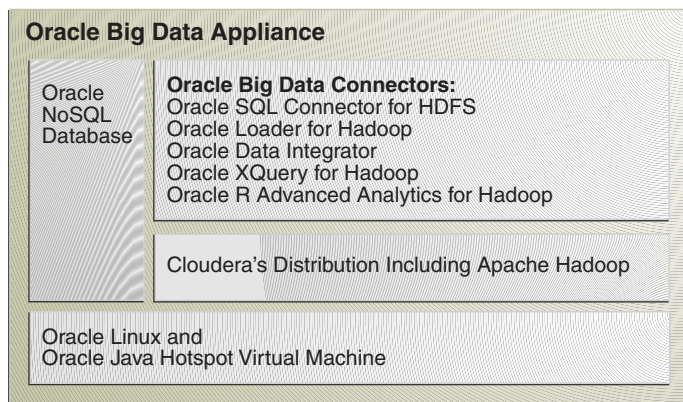 Oracle Big Data Appliance
Oracle
NoSQL
Database
Oracle Big Data Connectors:
Oracle SQL Connector for HDFS
Oracle Loader for Hadoop
Oracle Data Integrator
Oracle XQuery for Hadoop
Oracle R Advanced Analytics for Hadoop
Cloudera's Distribution Including Apache Hadoop
Oracle Linux and
Oracle Java Hotspot Virtual Machine